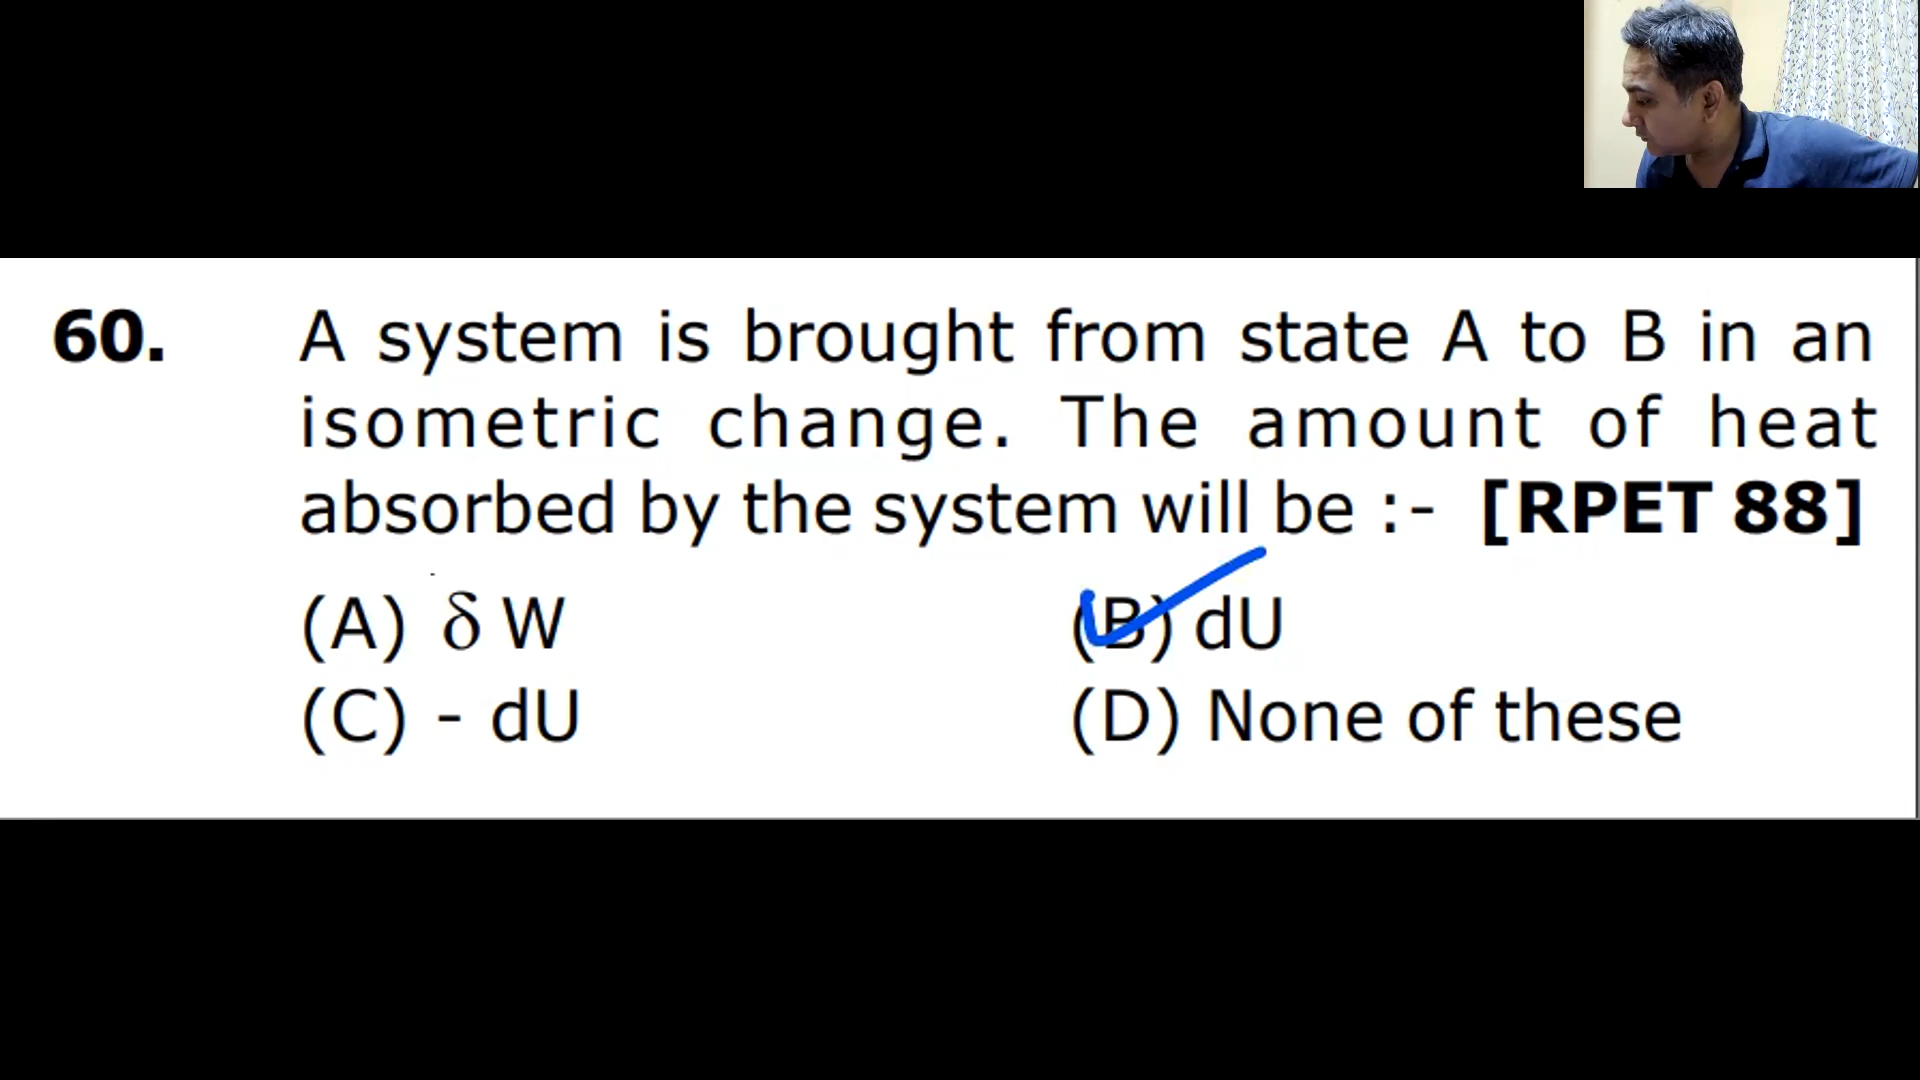 60. A system is brought from state A to B in an
isometric change. The amount of heat
absorbed by the system will be :- [RPET 88]
(A) δ W (B) dU
(C) - dU (D) None of these